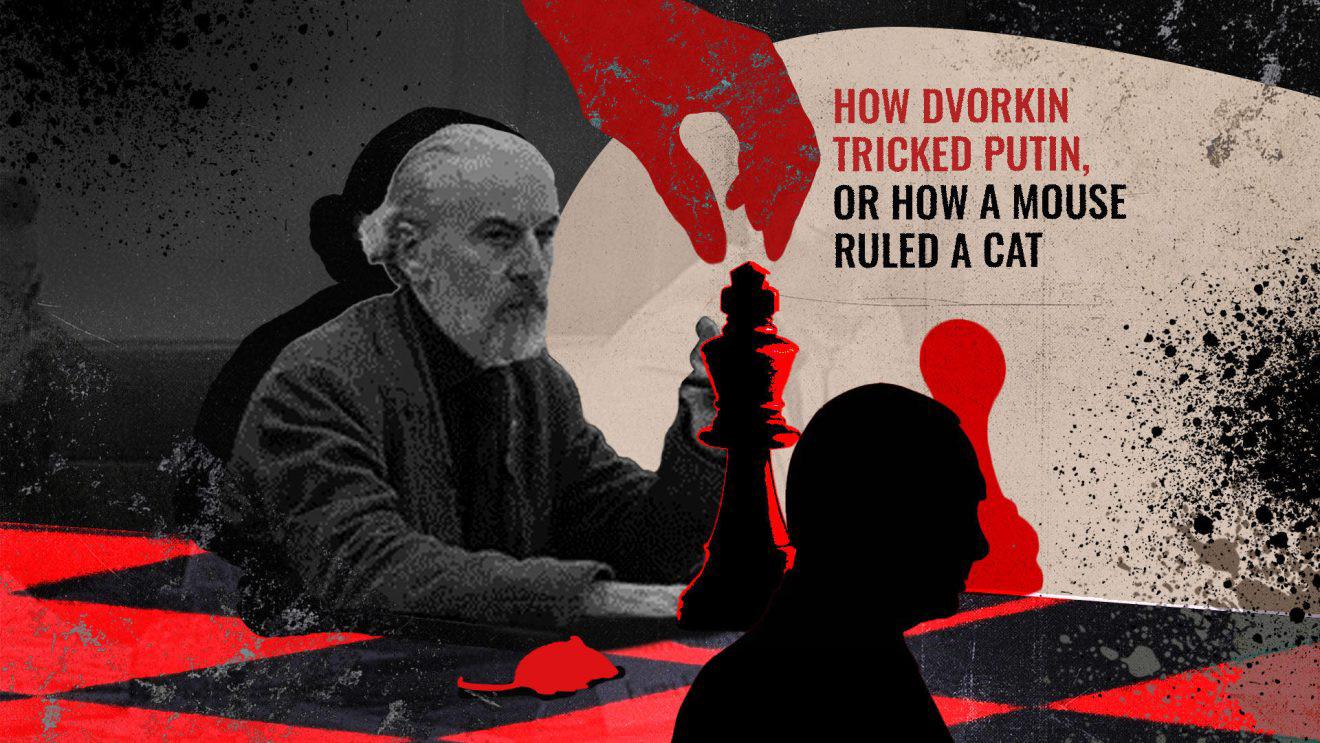 HOW DVORKIN
TRICKED PUTIN,
OR HOW A MOUSE
RULED A CAT